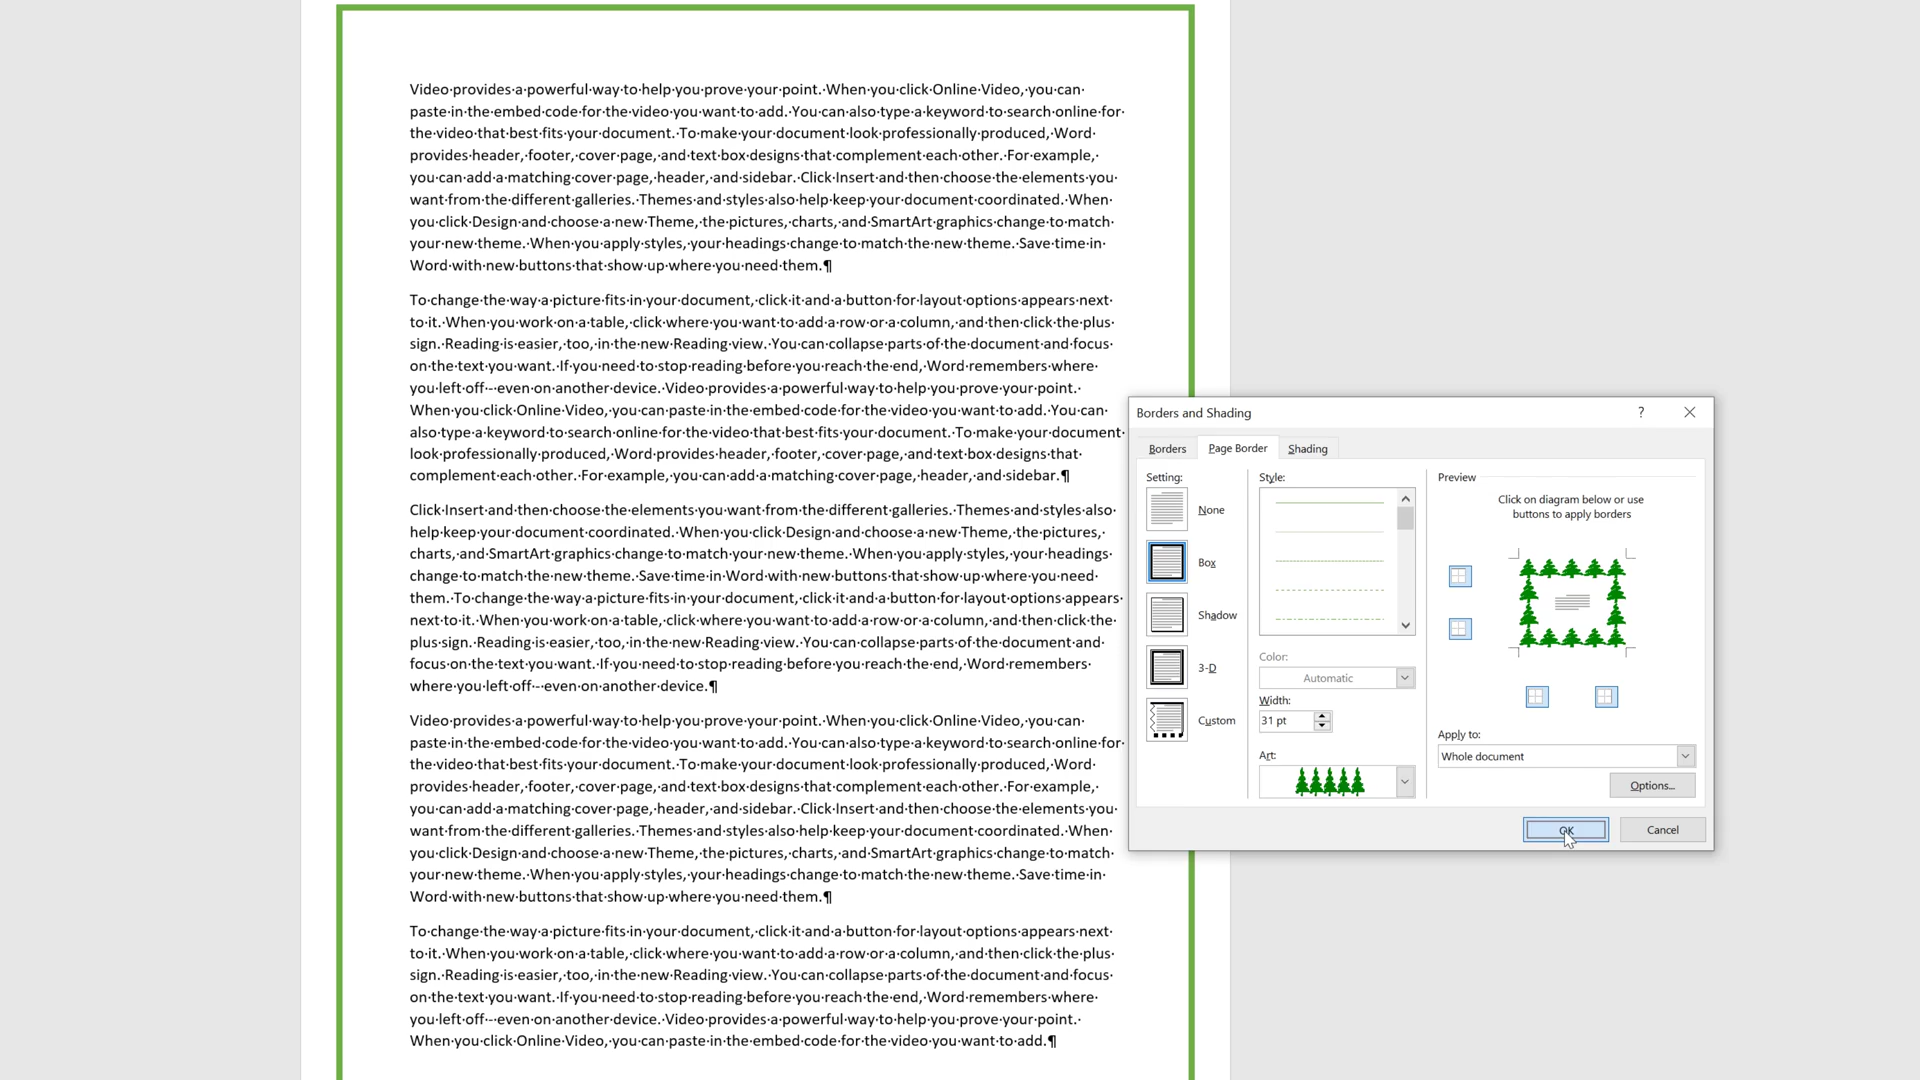 Video·provides·a·powerful·way·to·help·you·prove·your·point.·When·you·click·Online·Video,·you·can·
paste·in·the·embed·code·for·the·video·you·want·to·add.·You·can·also·type·a·keyword·to·search·online·for·
the·video·that·best·fits·your·document.·To·make·your·document·look·professionally·produced,·Word·
provides·header,·footer,·cover·page,·and·text·box·designs·that·complement·each·other.·For·example,·
you·can·add·a·matching·cover·page,·header,·and·sidebar.·Click·Insert·and·then·choose·the·elements·you·
want·from·the·different·galleries.·Themes·and·styles·also·help·keep·your·document·coordinated.·When·
you·click·Design·and·choose·a·new·Theme,·the·pictures,·charts,·and·SmartArt·graphics·change·to·match·
your·new·theme.·When·you·apply·styles,·your·headings·change·to·match·the·new·theme.·Save·time·in·
Word·with·new·buttons·that·show·up·where·you·need·them.¶
To·change·the·way·a·picture·fits·in·your·document,·click·it·and·a·button·for·layout·options·appears·next·
to·it.·When·you·work·on·a·table,·click·where·you·want·to·add·a·row·or·a·column,·and·then·click·the·plus·
sign.·Reading·is·easier,·too,·in·the·new·Reading·view.·You·can·collapse·parts·of·the·document·and·focus·
on·the·text·you·want.·If·you·need·to·stop·reading·before·you·reach·the·end,·Word·remembers·where·
you·left·off·-·even·on·another·device.·Video·provides·a·powerful·way·to·help·you·prove·your·point.·
When·you·click·Online·Video,·you·can·paste·in·the·embed·code·for·the·video·you·want·to·add.·You·can·
also·type·a·keyword·to·search·online·for·the·video·that·best·fits·your·document.·To·make·your·document·
look·professionally·produced,·Word·provides·header,·footer,·cover·page,·and·text·box·designs·that·
complement·each·other.·For·example,·you·can·add·a·matching·cover·page,·header,·and·sidebar.¶
Click·Insert·and·then·choose·the·elements·you·want·from·the·different·galleries.·Themes·and·styles·also·
help·keep·your·document·coordinated.·When·you·click·Design·and·choose·a·new·Theme,·the·pictures,·
charts,·and·SmartArt·graphics·change·to·match·your·new·theme.·When·you·apply·styles,·your·headings·
change·to·match·the·new·theme.·Save·time·in·Word·with·new·buttons·that·show·up·where·you·need·
them.·To·change·the·way·a·picture·fits·in·your·document,·click·it·and·a·button·for·layout·options·appears·
next·to·it.·When·you·work·on·a·table,·click·where·you·want·to·add·a·row·or·a·column,·and·then·click·the·
plus·sign.·Reading·is·easier,·too,·in·the·new·Reading·view.·You·can·collapse·parts·of·the·document·and·
focus·on·the·text·you·want.·If·you·need·to·stop·reading·before·you·reach·the·end,·Word·remembers·
where·you·left·off·-·even·on·another·device.¶
Video·provides·a·powerful·way·to·help·you·prove·your·point.·When·you·click·Online·Video,·you·can·
paste·in·the·embed·code·for·the·video·you·want·to·add.·You·can·also·type·a·keyword·to·search·online·for·
the·video·that·best·fits·your·document.·To·make·your·document·look·professionally·produced,·Word·
provides·header,·footer,·cover·page,·and·text·box·designs·that·complement·each·other.·For·example,·
you·can·add·a·matching·cover·page,·header,·and·sidebar.·Click·Insert·and·then·choose·the·elements·you·
want·from·the·different·galleries.·Themes·and·styles·also·help·keep·your·document·coordinated.·When·
you·click·Design·and·choose·a·new·Theme,·the·pictures,·charts,·and·SmartArt·graphics·change·to·match·
your·new·theme.·When·you·apply·styles,·your·headings·change·to·match·the·new·theme.·Save·time·in·
Word·with·new·buttons·that·show·up·where·you·need·them.¶
To·change·the·way·a·picture·fits·in·your·document,·click·it·and·a·button·for·layout·options·appears·next·
to·it.·When·you·work·on·a·table,·click·where·you·want·to·add·a·row·or·a·column,·and·then·click·the·plus·
sign.·Reading·is·easier,·too,·in·the·new·Reading·view.·You·can·collapse·parts·of·the·document·and·focus·
on·the·text·you·want.·If·you·need·to·stop·reading·before·you·reach·the·end,·Word·remembers·where·
you·left·off·-·even·on·another·device.·Video·provides·a·powerful·way·to·help·you·prove·your·point.·
When·you·click·Online·Video,·you·can·paste·in·the·embed·code·for·the·video·you·want·to·add.¶
Borders and Shading
?
Borders
Page Border
Shading
Setting:
None
Box
Shadow
3-D
Custom
Style:
Color:
Automatic
Width:
31 pt
Art:
Preview
Click on diagram below or use
buttons to apply borders
Apply to:
Whole document
Options...
OK
Cancel